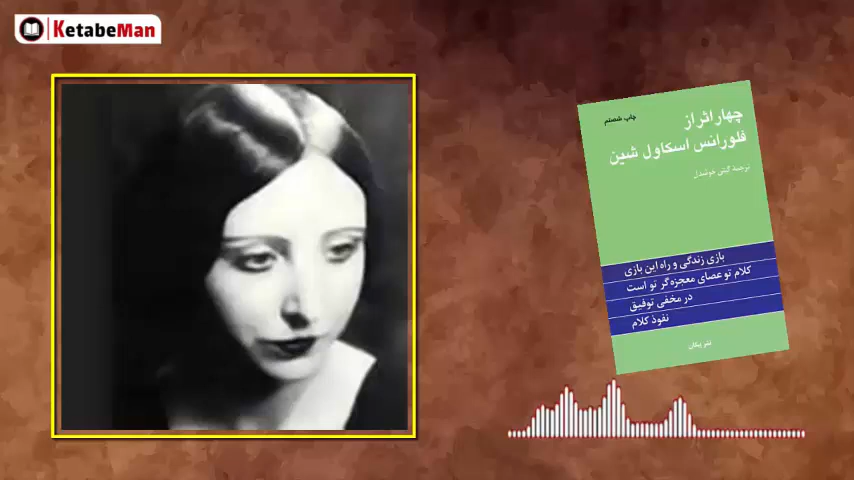 KetabeMan
چهار اثر از
فلورانس اسکاول شین
چاپ شصتم
ترجمهٔ گیتی خوشدل
بازی زندگی و راه این بازی
کلام تو عصای معجزه‌گر تو است
در مخفی توفیق
نفوذ کلام
نشر پیکان